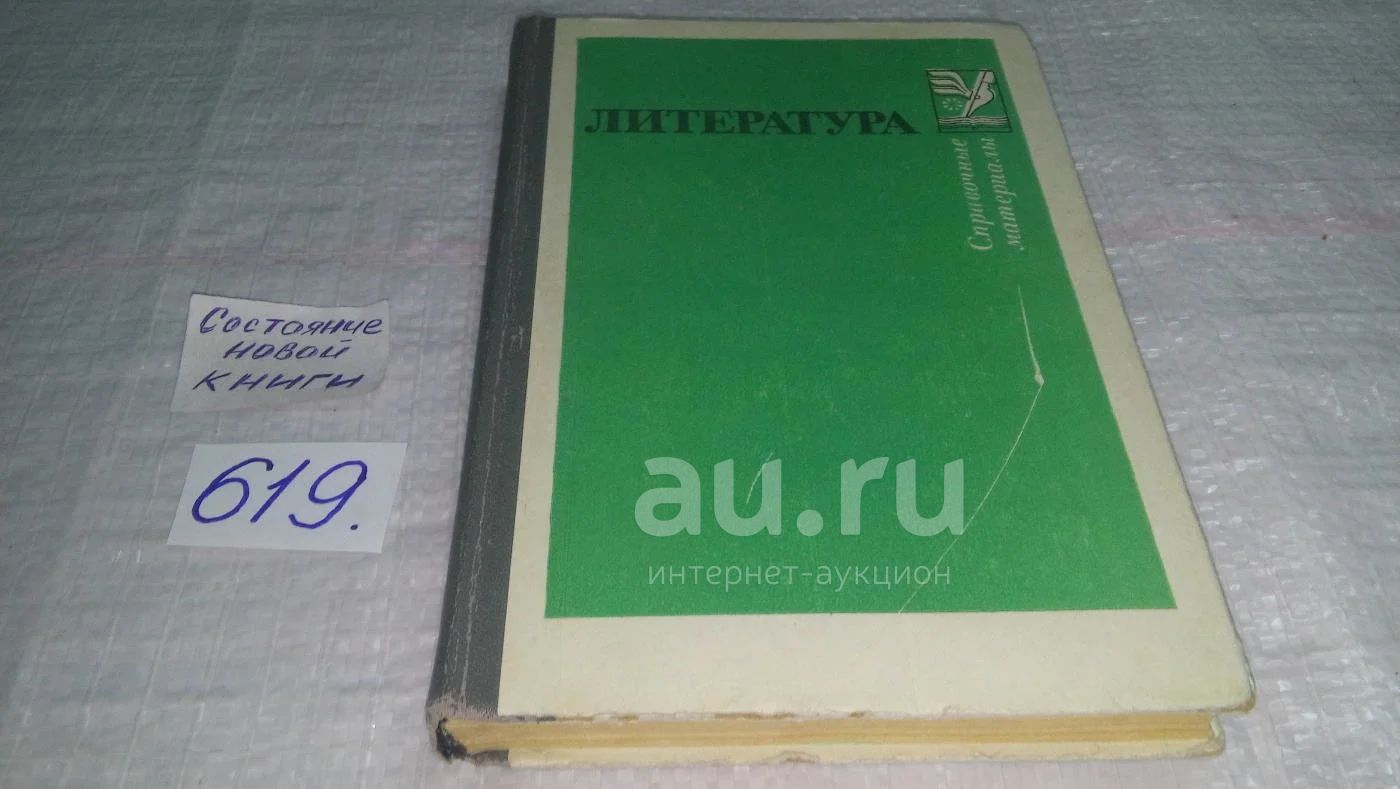 ЛИТЕРАТУРА
Справочные
материалы
Состояние
новой
книги
619.
au.ru
интернет-аукцион